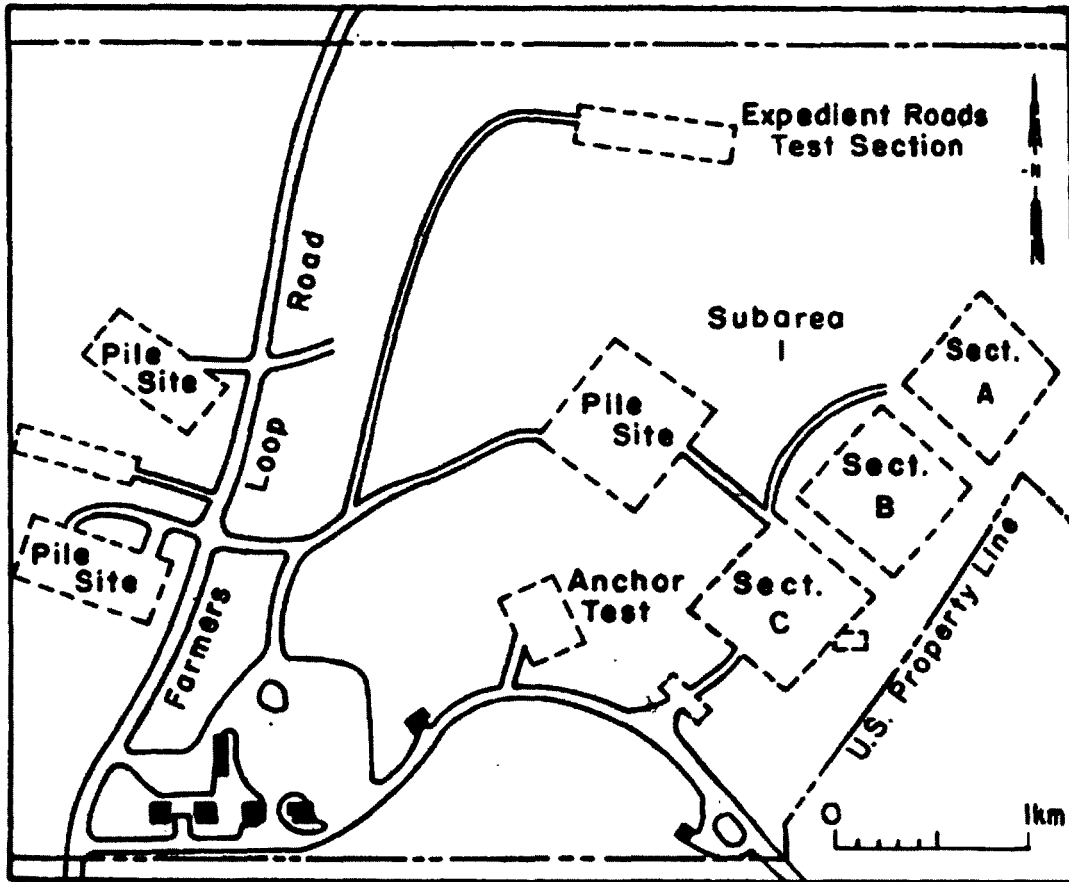 Expedient Roads
Test Section
N
Road
Subarea
1
Sect.
A
Pile
Site
Pile
Site
Loop
Sect.
B
Pile
Site
Anchor
Test
Sect.
C
Farmers
U.S. Property Line
0 1km